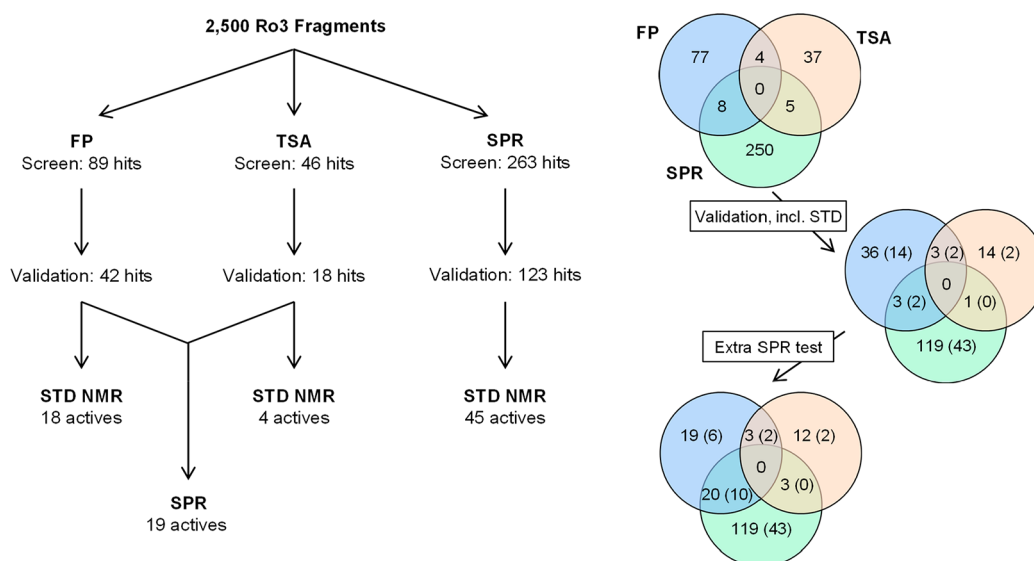 2,500 Ro3 Fragments
FP
Screen: 89 hits
TSA
Screen: 46 hits
SPR
Screen: 263 hits
Validation: 42 hits
Validation: 18 hits
Validation: 123 hits
STD NMR
18 actives
STD NMR
4 actives
STD NMR
45 actives
SPR
19 actives
FP
TSA
77
4
37
0
8
5
250
SPR
Validation, incl. STD
36 (14)
3 (2)
14 (2)
0
3 (2)
1 (0)
119 (43)
Extra SPR test
19 (6)
3 (2)
12 (2)
0
20 (10)
3 (0)
119 (43)